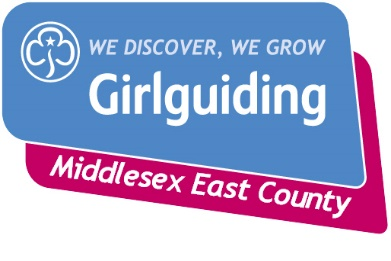 WE DISCOVER, WE GROW
Girlguiding
Middlesex East County